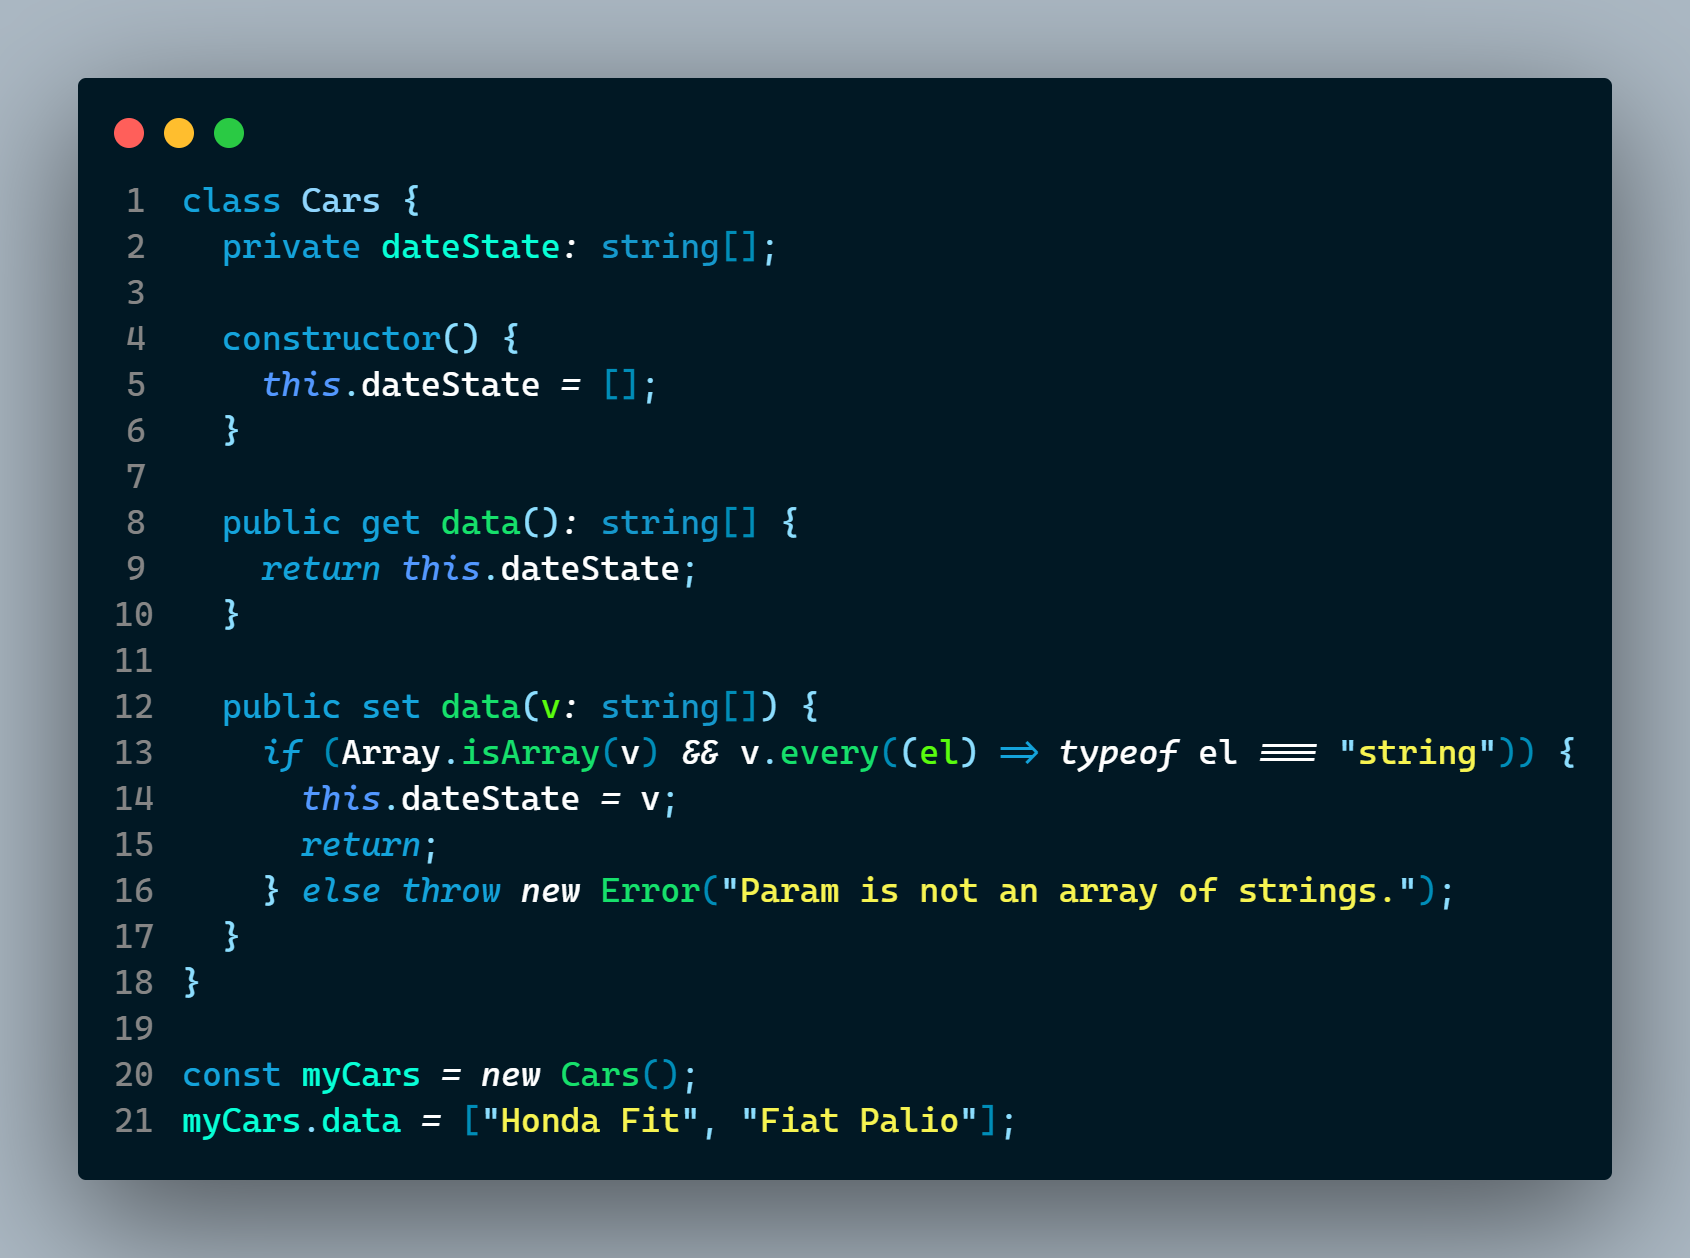 1 class Cars {
2   private dateState: string[];
3
4   constructor() {
5     this.dateState = [];
6   }
7
8   public get data(): string[] {
9     return this.dateState;
10   }
11
12   public set data(v: string[]) {
13     if (Array.isArray(v) && v.every((el) => typeof el === "string")) {
14       this.dateState = v;
15       return;
16     } else throw new Error("Param is not an array of strings.");
17   }
18 }
19
20 const myCars = new Cars();
21 myCars.data = ["Honda Fit", "Fiat Palio"];